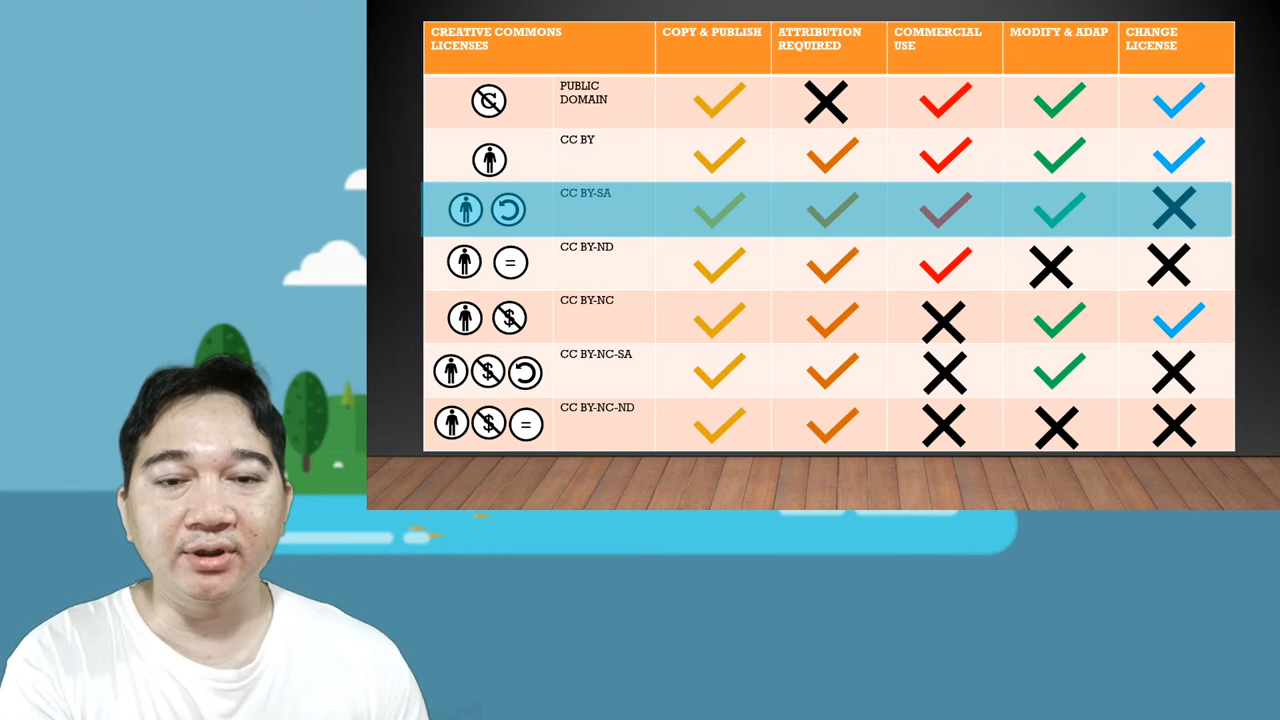 CREATIVE COMMONS
LICENSES
COPY & PUBLISH
ATTRIBUTION
REQUIRED
COMMERCIAL
USE
MODIFY & ADAP
CHANGE
LICENSE
PUBLIC
DOMAIN
CC BY
CC BY-SA
CC BY-ND
=
CC BY-NC
$
CC BY-NC-SA
$
CC BY-NC-ND
$ =